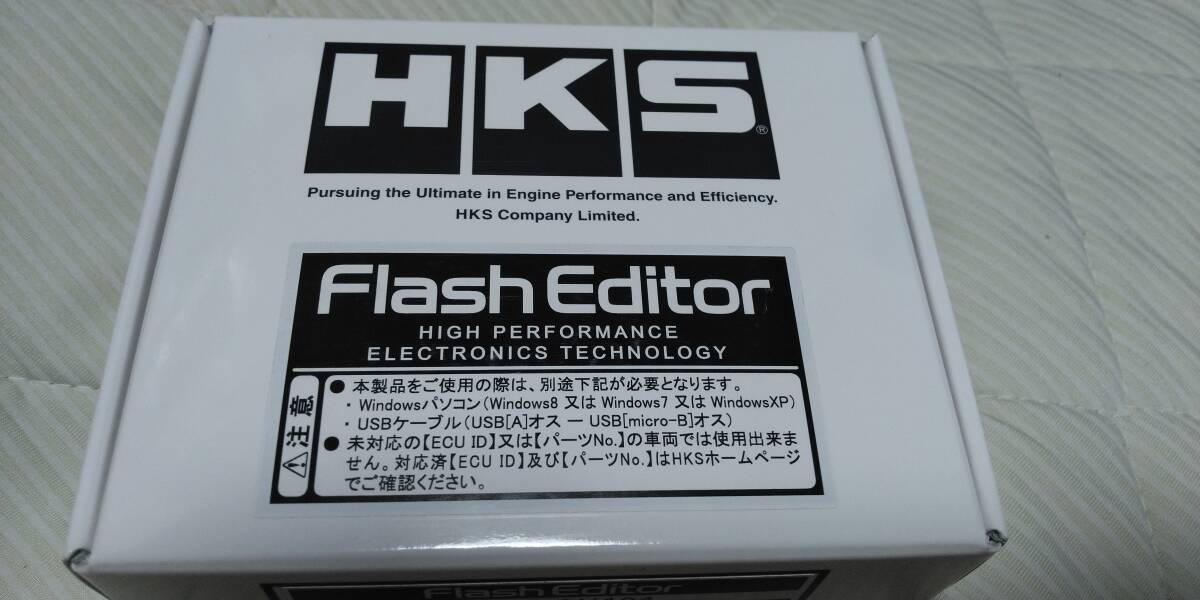 HKS®
Pursuing the Ultimate in Engine Performance and Efficiency.
HKS Company Limited.
Flash Editor
HIGH PERFORMANCE
ELECTRONICS TECHNOLOGY
⚠注意
● 本製品をご使用の際は、別途下記が必要となります。
・Windowsパソコン(Windows8 又は Windows7 又は WindowsXP)
・USBケーブル(USB[A]オス ー USB[micro-B]オス)
● 未対応の【ECU ID】又は【パーツNo.】の車両では使用出来ま
せん。対応済【ECU ID】及び【パーツNo.】はHKSホームページ
でご確認ください。
Flash Editor